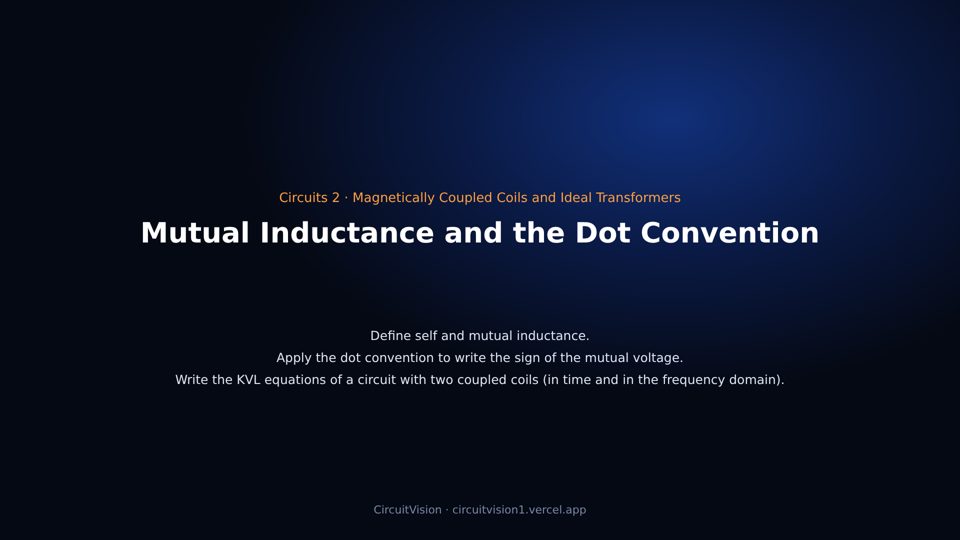 Circuits 2 · Magnetically Coupled Coils and Ideal Transformers
Mutual Inductance and the Dot Convention
Define self and mutual inductance.
Apply the dot convention to write the sign of the mutual voltage.
Write the KVL equations of a circuit with two coupled coils (in time and in the frequency domain).
CircuitVision · circuitvision1.vercel.app